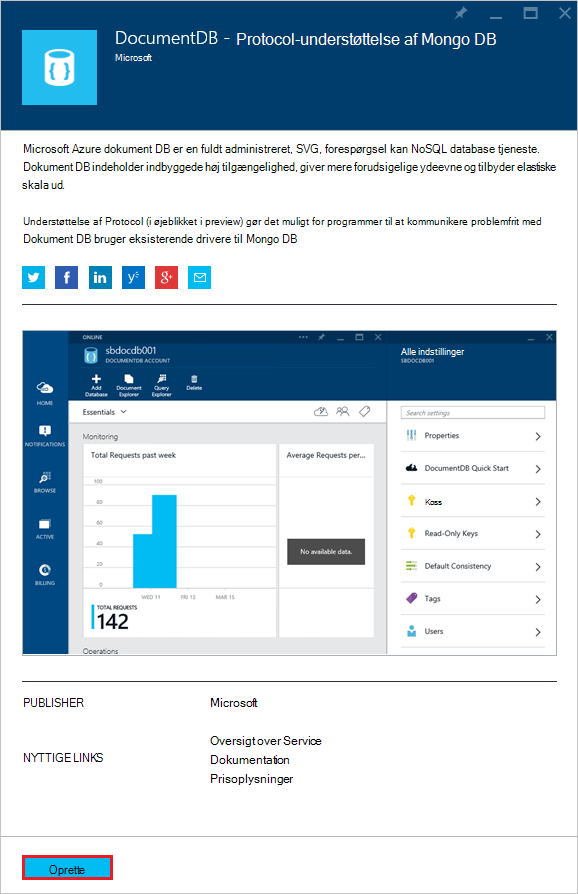 DocumentDB - Protocol-understøttelse af Mongo DB
Microsoft
Microsoft Azure dokument DB er en fuldt administreret, SVG, forespørgsel kan NoSQL database tjeneste.
Dokument DB indeholder indbyggede høj tilgængelighed, giver mere forudsigelige ydeevne og tilbyder elastiske
skala ud.
Understøttelse af Protocol (i øjeblikket i preview) gør det muligt for programmer til at kommunikere problemfrit med
Dokument DB bruger eksisterende drivere til Mongo DB
ONLINE
sbdocdb001
DOCUMENTDB ACCOUNT
Add
Database
Document
Explorer
Query
Explorer
Delete
Essentials
HOME
NOTIFICATIONS
BROWSE
ACTIVE
BILLING
Monitoring
Total Requests past week
100
80
60
40
20
0
WED 11
FRI 13
MAR 15
TOTAL REQUESTS
142
Average Requests per...
No available data.
Operations
Alle indstillinger
SBDOCDB001
Search settings
Properties
DocumentDB Quick Start
Koss
Read-Only Keys
Default Consistency
Tags
Users
PUBLISHER
Microsoft
NYTTIGE LINKS
Oversigt over Service
Dokumentation
Prisoplysninger
Oprette